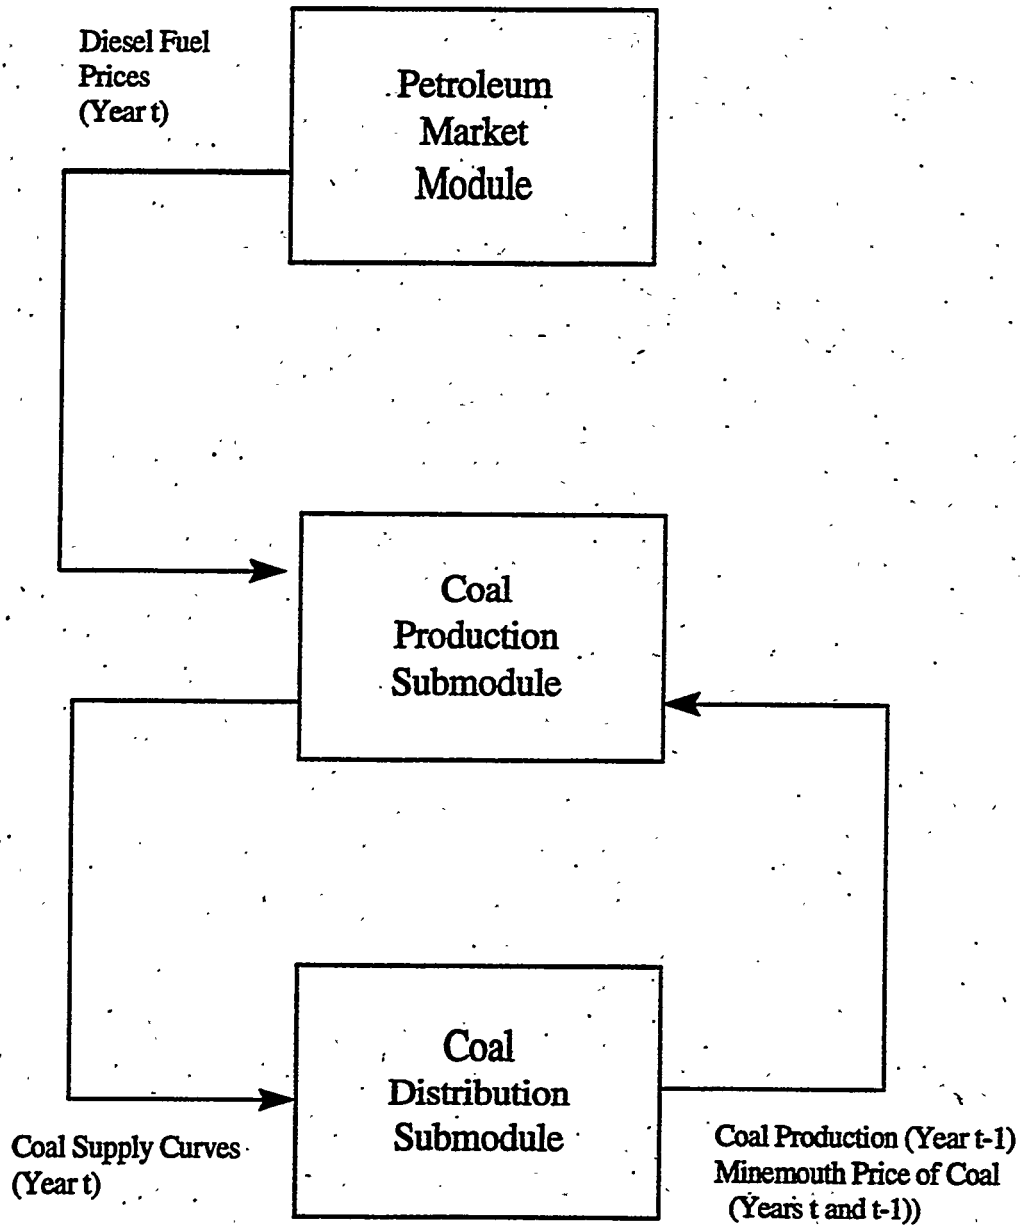 Diesel Fuel
Prices
(Year t)
Petroleum
Market
Module
Coal
Production
Submodule
Coal
Distribution
Submodule
Coal Supply Curves
(Year t)
Coal Production (Year t-1)
Minemouth Price of Coal
(Years t and t-1))